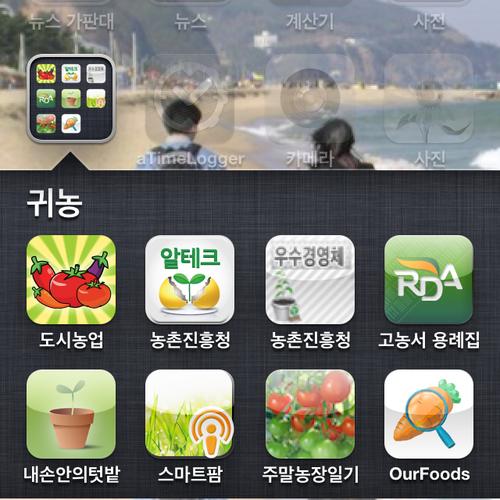 뉴스 가판대
뉴스
계산기
사진
aTimeLogger
카메라
사진
귀농
알테크
우수경영체
RDA
도시농업
농촌진흥청
농촌진흥청
고농서 용례집
내손안의텃밭
스마트팜
주말농장일기
OurFoods